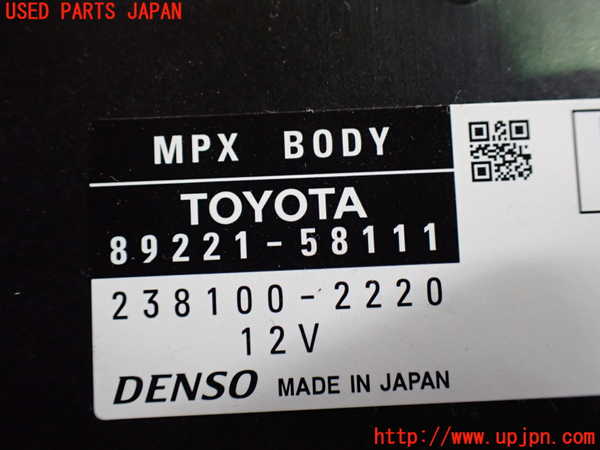 USED PARTS JAPAN
MPX BODY
TOYOTA
89221-58111
238100-2220
12V
DENSO MADE IN JAPAN
http://www.upjpn.com/